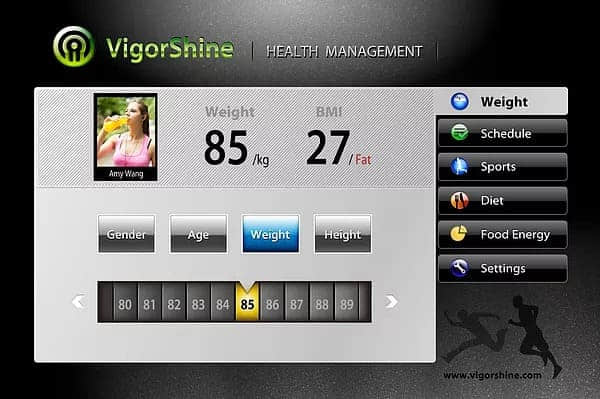 VigorShine | HEALTH MANAGEMENT |
Weight BMI
85 /kg 27 / Fat
Amy Wang
Gender Age Weight Height
80 81 82 83 84 85 86 87 88 89
Weight
Schedule
Sports
Diet
Food Energy
Settings
www.vigorshine.com